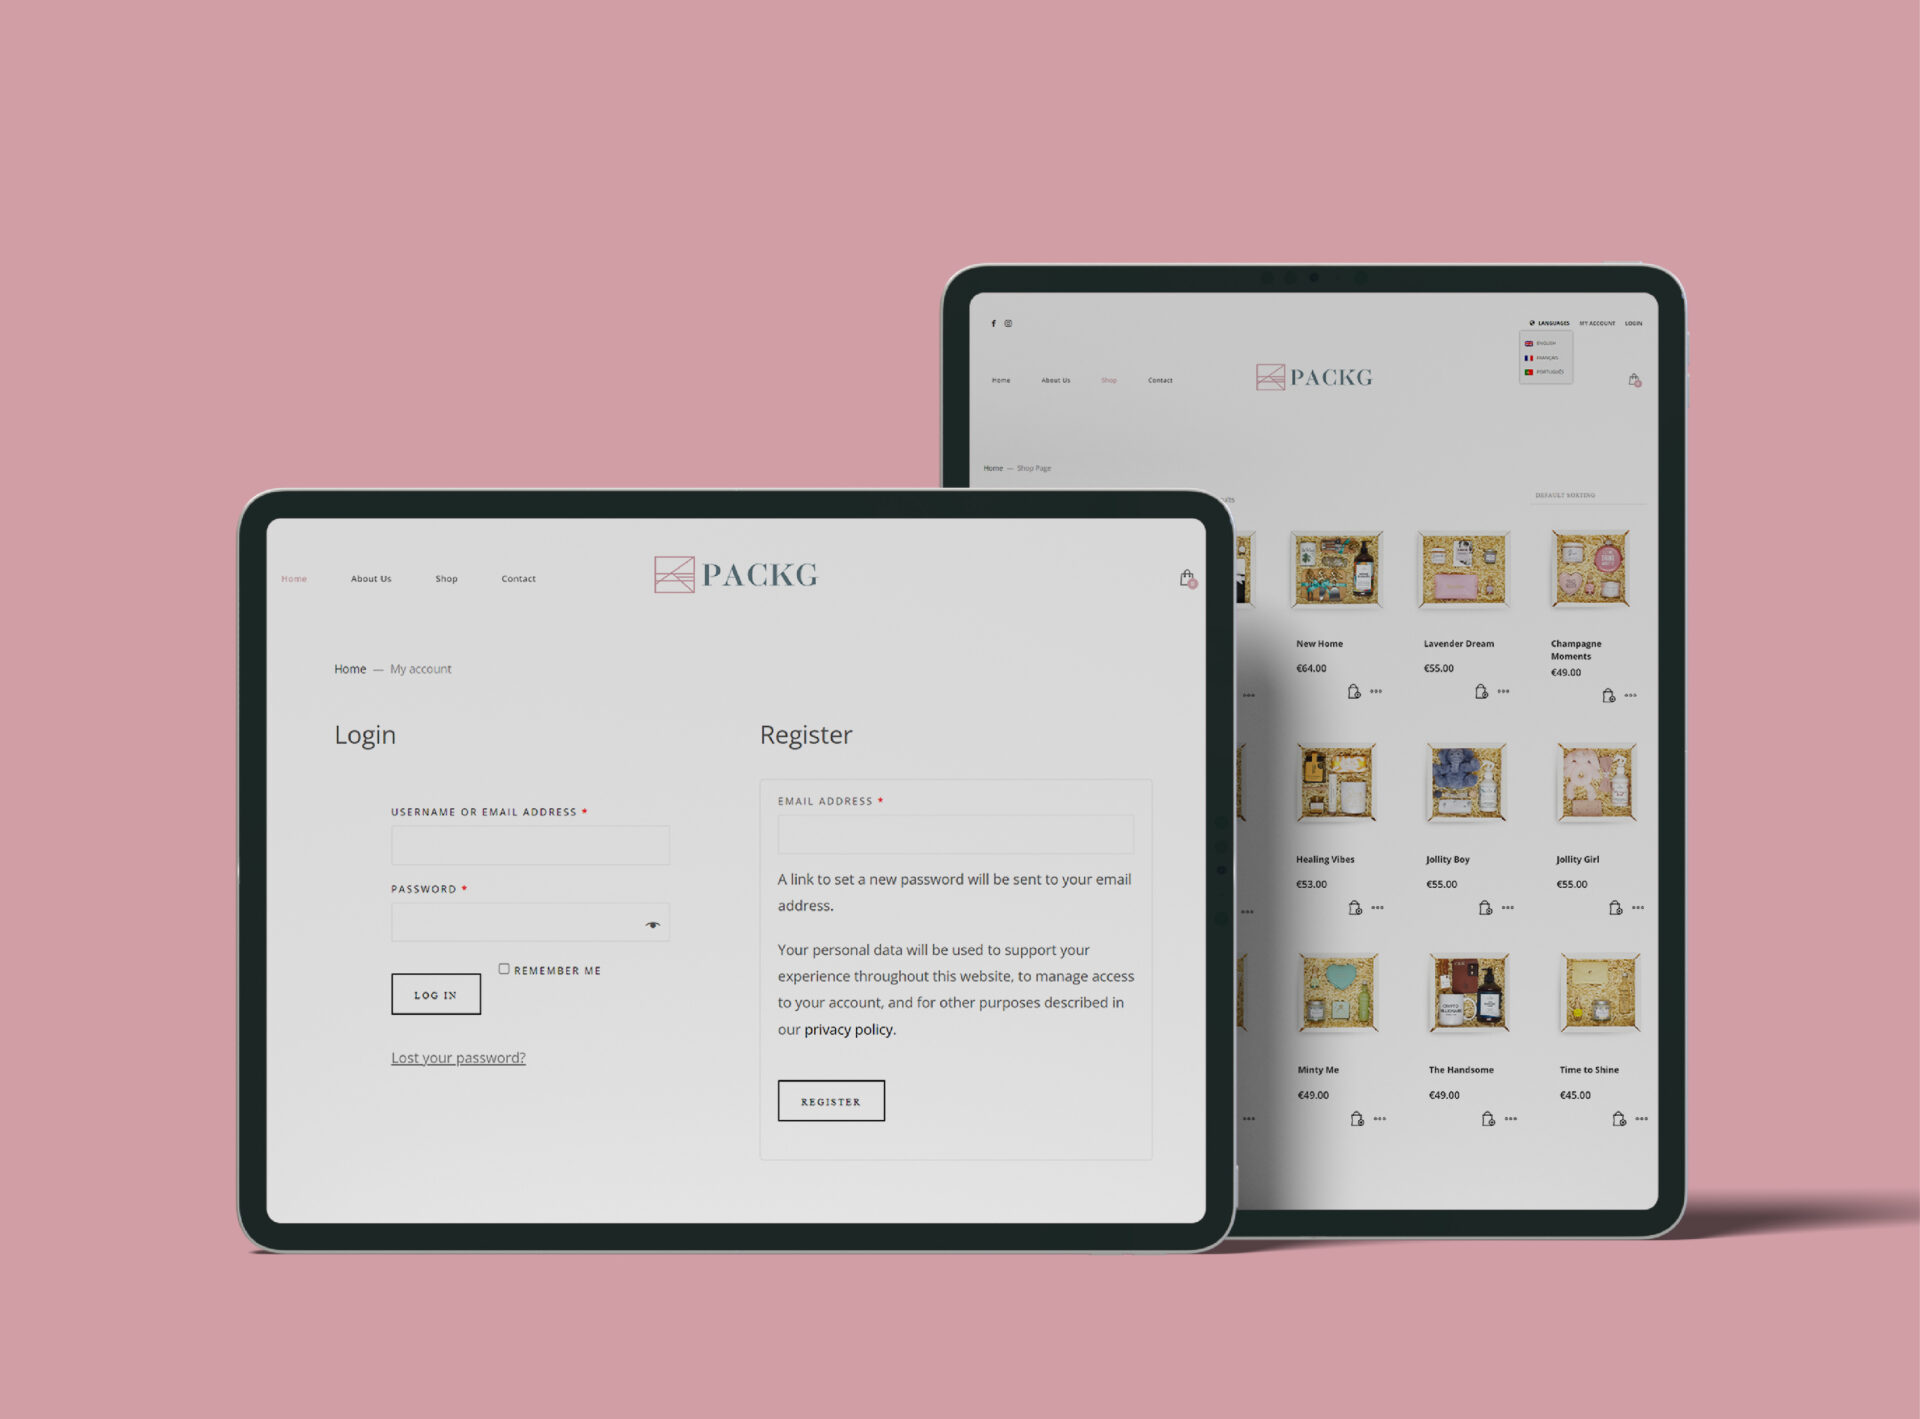 LANGUAGES MY ACCOUNT LOGIN
ENGLISH
FRANÇAIS
PORTUGUÊS
Home About Us Shop Contact
PACKG
Home — Shop Page
DEFAULT SORTING
New Home
€64.00
Lavender Dream
€55.00
Champagne
Moments
€49.00
Healing Vibes
€53.00
Jollity Boy
€55.00
Jollity Girl
€55.00
Minty Me
€49.00
The Handsome
€49.00
Time to Shine
€45.00
Home About Us Shop Contact
PACKG
Home — My account
Login
USERNAME OR EMAIL ADDRESS *
PASSWORD *
REMEMBER ME
LOG IN
Lost your password?
Register
EMAIL ADDRESS *
A link to set a new password will be sent to your email
address.
Your personal data will be used to support your
experience throughout this website, to manage access
to your account, and for other purposes described in
our privacy policy.
REGISTER